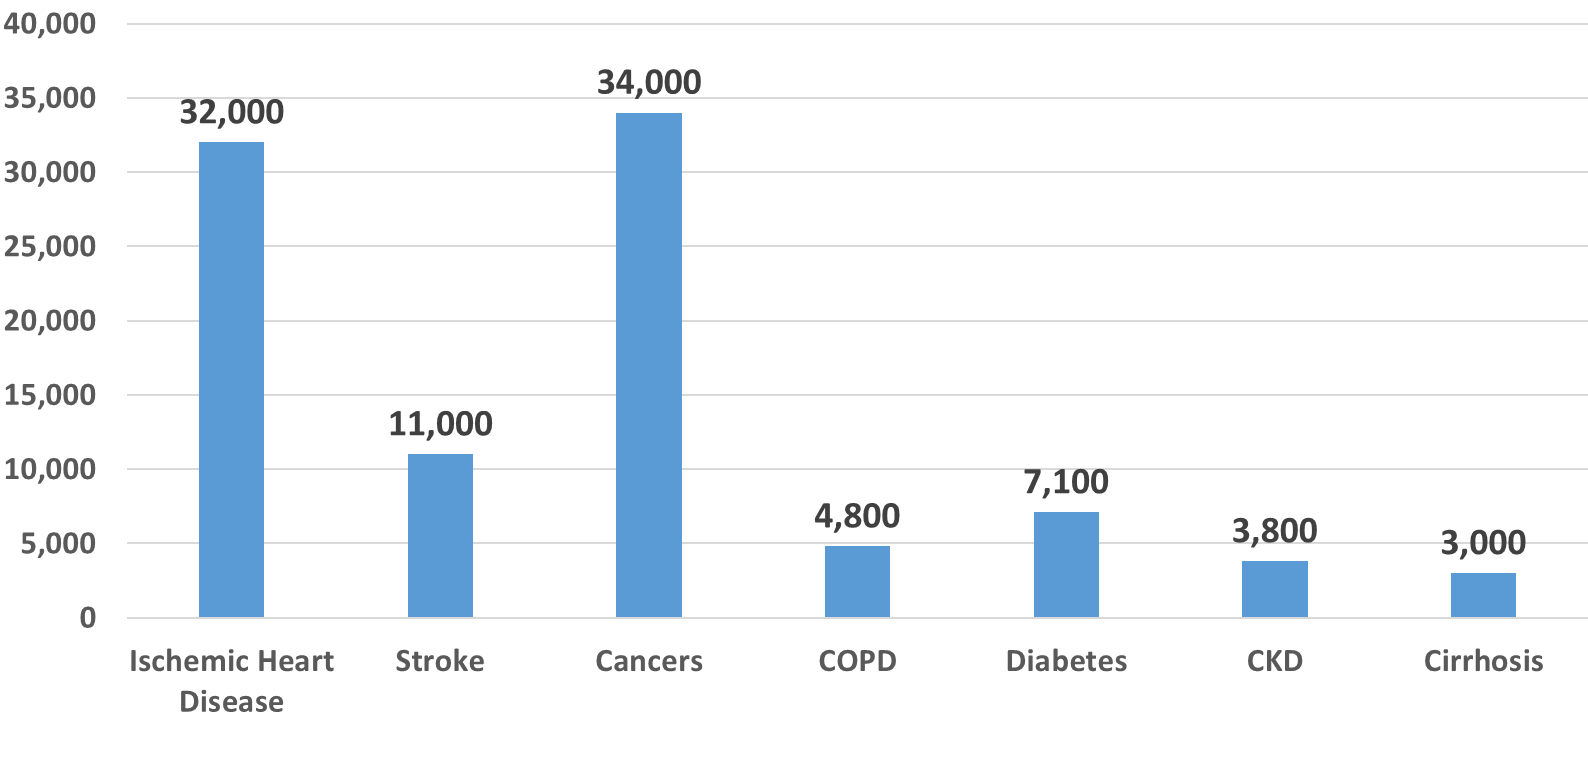 40,000
35,000
30,000
25,000
20,000
15,000
10,000
5,000
0
32,000
11,000
34,000
4,800
7,100
3,800
3,000
Ischemic Heart
Disease
Stroke
Cancers
COPD
Diabetes
CKD
Cirrhosis